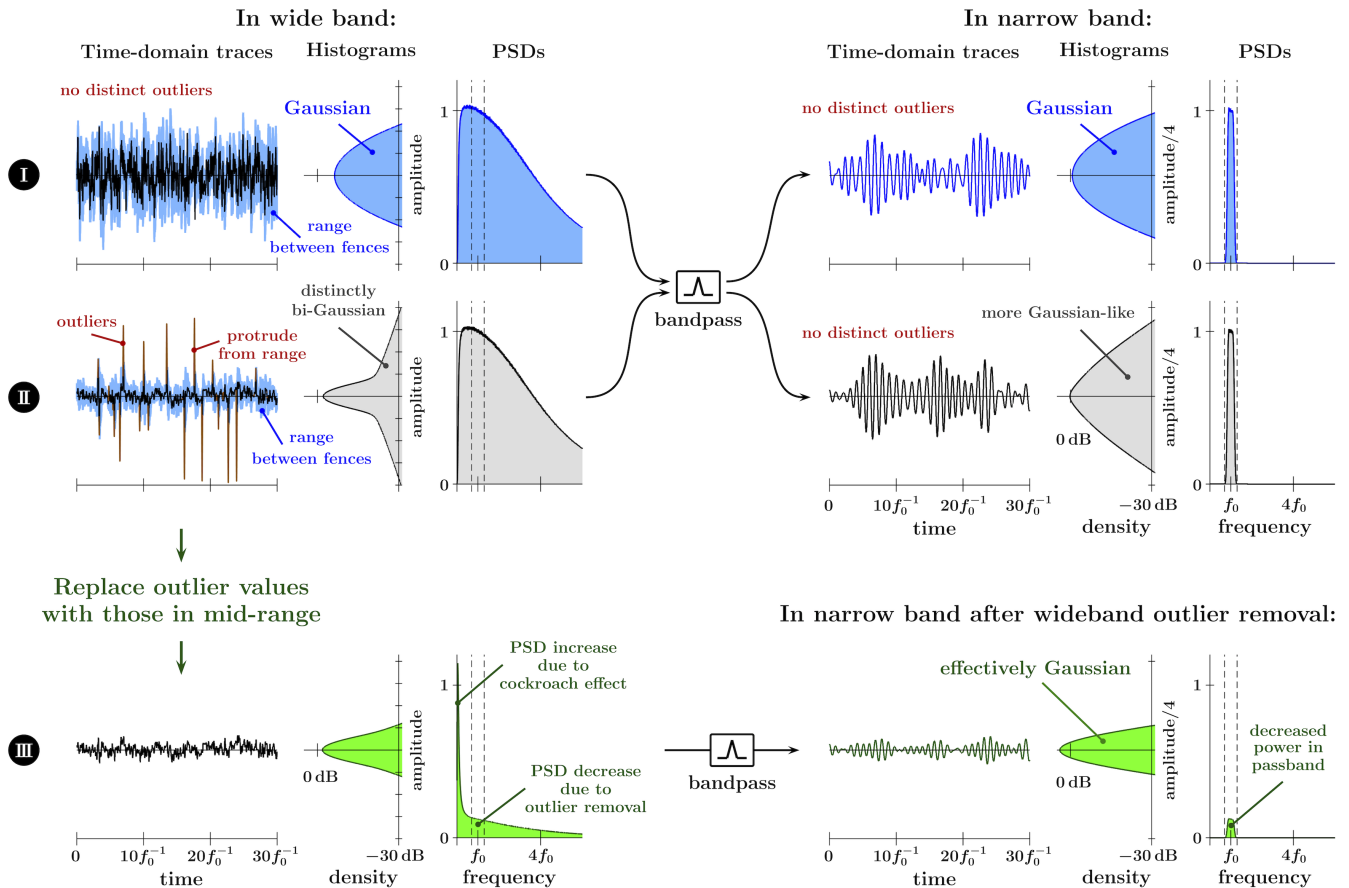 In wide band:
In narrow band:
Time-domain traces
Histograms
PSDs
Time-domain traces
Histograms
PSDs
I
no distinct outliers
Gaussian
range
between fences
amplitude
1
0
no distinct outliers
Gaussian
amplitude/4
1
0
bandpass
II
outliers
protrude
from range
range
between fences
distinctly
bi-Gaussian
amplitude
1
0
no distinct outliers
more Gaussian-like
0 dB
amplitude/4
1
0
0
10f₀⁻¹
20f₀⁻¹
30f₀⁻¹
time
−30 dB
density
f₀
4f₀
frequency
Replace outlier values
with those in mid-range
In narrow band after wideband outlier removal:
III
0 dB
amplitude
1
0
PSD increase
due to
cockroach effect
PSD decrease
due to
outlier removal
0
10f₀⁻¹
20f₀⁻¹
30f₀⁻¹
time
−30 dB
density
f₀
4f₀
frequency
bandpass
effectively Gaussian
0 dB
amplitude/4
1
0
decreased
power in
passband
0
10f₀⁻¹
20f₀⁻¹
30f₀⁻¹
time
−30 dB
density
f₀
4f₀
frequency